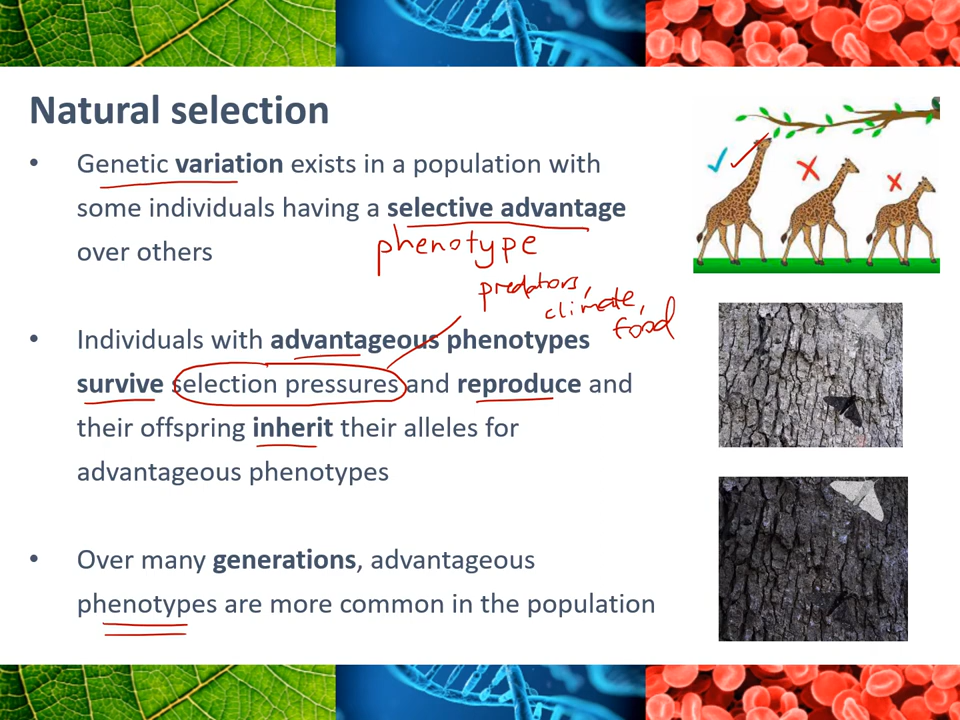 Natural selection
• Genetic variation exists in a population with
some individuals having a selective advantage
over others
phenotype
predators,
climate,
food
• Individuals with advantageous phenotypes
survive selection pressures and reproduce and
their offspring inherit their alleles for
advantageous phenotypes
• Over many generations, advantageous
phenotypes are more common in the population